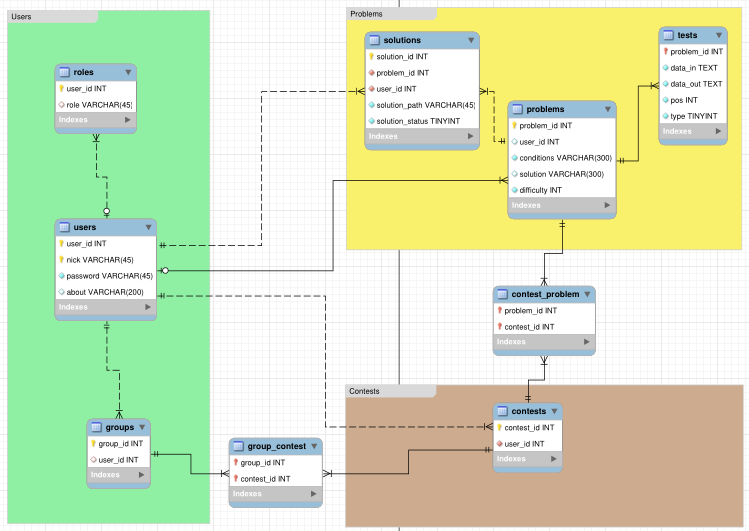 Users
roles
user_id INT
role VARCHAR(45)
Indexes
users
user_id INT
nick VARCHAR(45)
password VARCHAR(45)
about VARCHAR(200)
Indexes
groups
group_id INT
user_id INT
Indexes
group_contest
group_id INT
contest_id INT
Indexes
Problems
solutions
solution_id INT
problem_id INT
user_id INT
solution_path VARCHAR(45)
solution_status TINYINT
Indexes
problems
problem_id INT
user_id INT
conditions VARCHAR(300)
solution VARCHAR(300)
difficulty INT
Indexes
tests
problem_id INT
data_in TEXT
data_out TEXT
pos INT
type TINYINT
Indexes
contest_problem
problem_id INT
contest_id INT
Indexes
Contests
contests
contest_id INT
user_id INT
Indexes